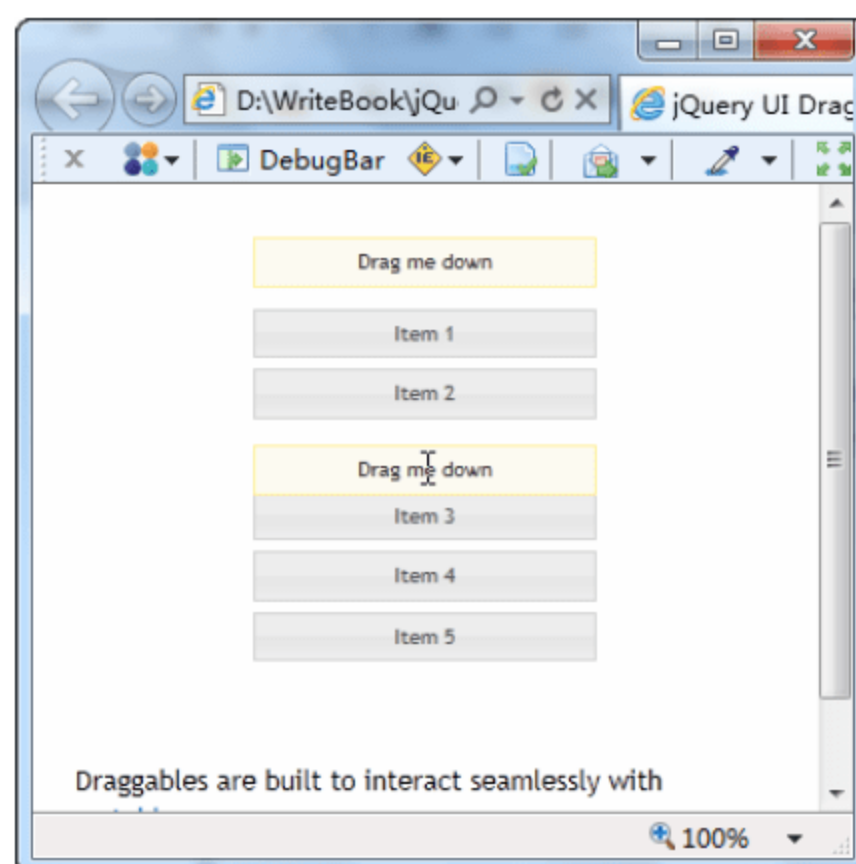 D:\WriteBook\jQu
jQuery UI Drag
DebugBar
IE
Drag me down
Item 1
Item 2
Drag me down
Item 3
Item 4
Item 5
Draggables are built to interact seamlessly with
100%